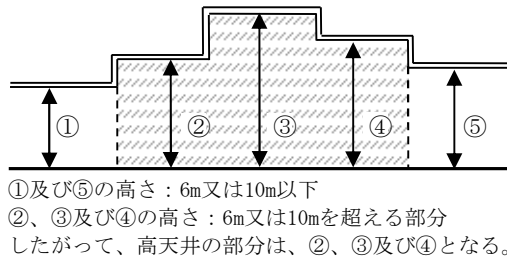 ① ② ③ ④ ⑤
①及び⑤の高さ：6m又は10m以下
②、③及び④の高さ：6m又は10mを超える部分
したがって、高天井の部分は、②、③及び④となる。